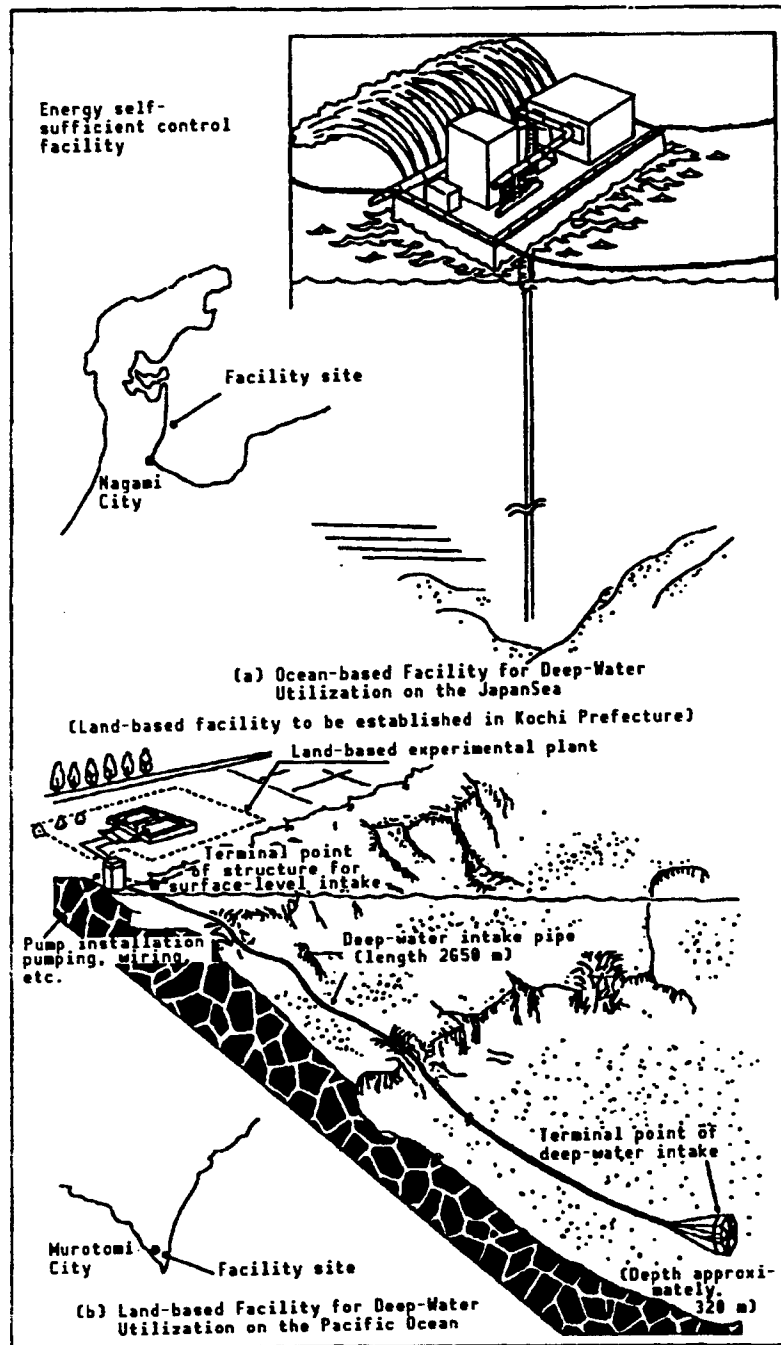 Energy self-
sufficient control
facility
Facility site
Nagami
City
(a) Ocean-based Facility for Deep-Water
Utilization on the JapanSea
(Land-based facility to be established in Kochi Prefecture)
Land-based experimental plant
Terminal point
of structure for
surface-level intake
Pump installation
pumping, wiring,
etc.
Deep-water intake pipe
(length 2650 m)
Terminal point of
deep-water intake
Murotomi
City
Facility site
(Depth approxi-
mately,
320 m)
(b) Land-based Facility for Deep-Water
Utilization on the Pacific Ocean